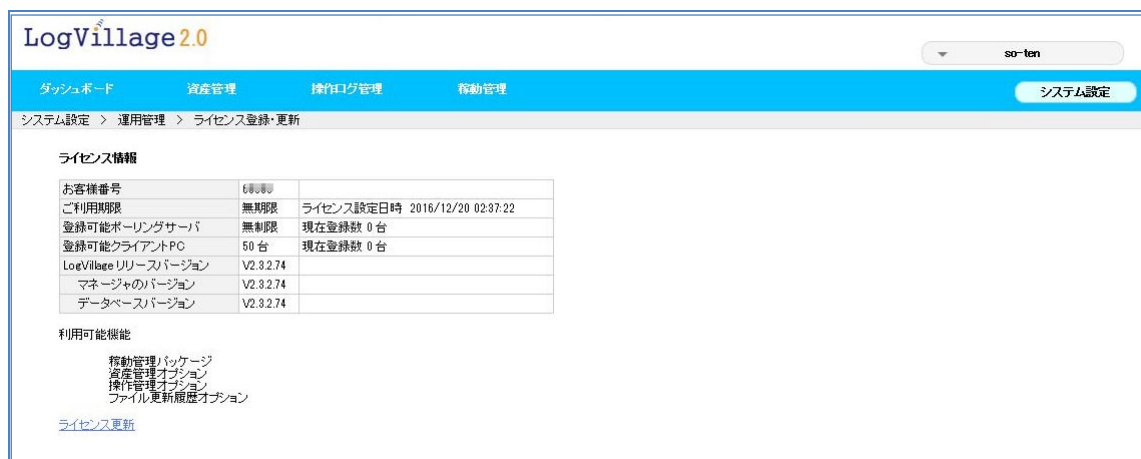 LogVillage 2.0
so-ten
ダッシュボード 資産管理 操作ログ管理 稼動管理 システム設定
システム設定 > 運用管理 > ライセンス登録・更新
ライセンス情報
お客様番号
ご利用期限 無期限 ライセンス設定日時 2016/12/20 02:37:22
登録可能ポーリングサーバ 無制限 現在登録数 0 台
登録可能クライアントPC 50 台 現在登録数 0 台
LogVillage リリースバージョン V2.3.2.74
マネージャのバージョン V2.3.2.74
データベースバージョン V2.3.2.74
利用可能機能
稼動管理パッケージ
資産管理オプション
操作管理オプション
ファイル更新履歴オプション
ライセンス更新